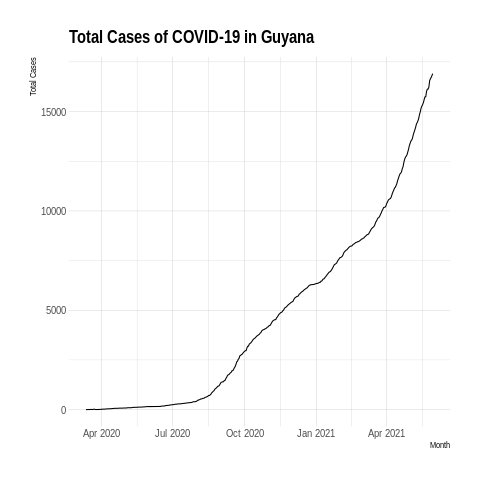 Total Cases of COVID-19 in Guyana
Total Cases
15000
10000
5000
0
Apr 2020 Jul 2020 Oct 2020 Jan 2021 Apr 2021
Month